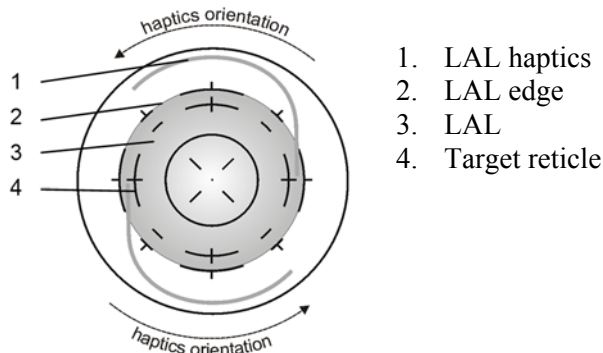 haptics orientation
1
2
3
4
haptics orientation
1. LAL haptics
2. LAL edge
3. LAL
4. Target reticle